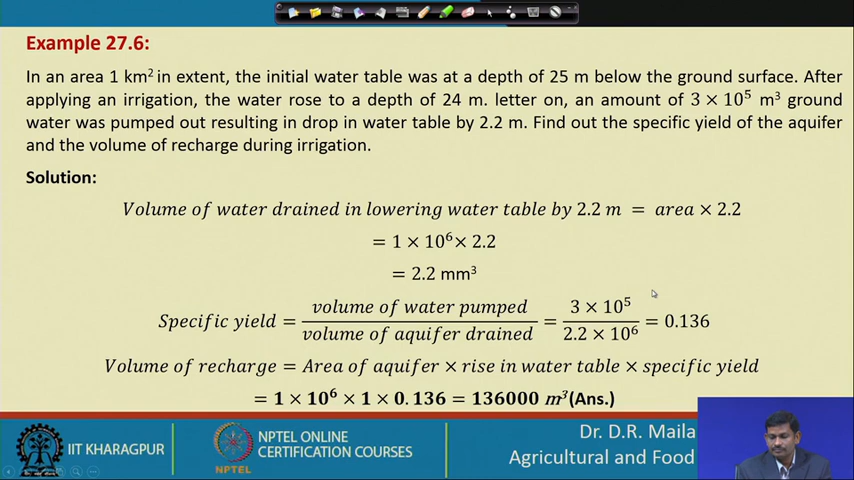 Example 27.6:
In an area 1 km² in extent, the initial water table was at a depth of 25 m below the ground surface. After
applying an irrigation, the water rose to a depth of 24 m. letter on, an amount of 3 × 10⁵ m³ ground
water was pumped out resulting in drop in water table by 2.2 m. Find out the specific yield of the aquifer
and the volume of recharge during irrigation.
Solution:
Volume of water drained in lowering water table by 2.2 m = area × 2.2
= 1 × 10⁶ × 2.2
= 2.2 mm³
Specific yield = volume of water pumped / volume of aquifer drained = 3 × 10⁵ / 2.2 × 10⁶ = 0.136
Volume of recharge = Area of aquifer × rise in water table × specific yield
= 1 × 10⁶ × 1 × 0.136 = 136000 m³(Ans.)
IIT KHARAGPUR
NPTEL
NPTEL ONLINE
CERTIFICATION COURSES
Dr. D.R. Maila
Agricultural and Food